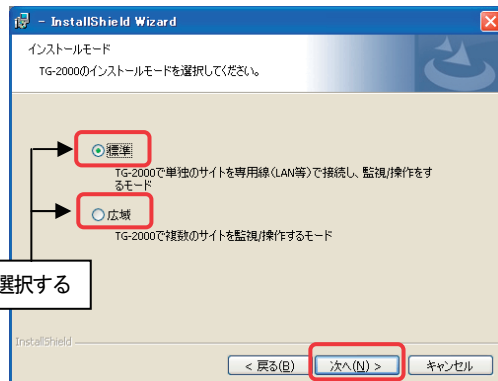 - InstallShield Wizard
インストールモード
TG-2000のインストールモードを選択してください。
標準
TG-2000で単独のサイトを専用線(LAN等)で接続し、監視/操作をす
るモード
広域
TG-2000で複数のサイトを監視/操作するモード
選択する
InstallShield
< 戻る(B)
次へ(N) >
キャンセル